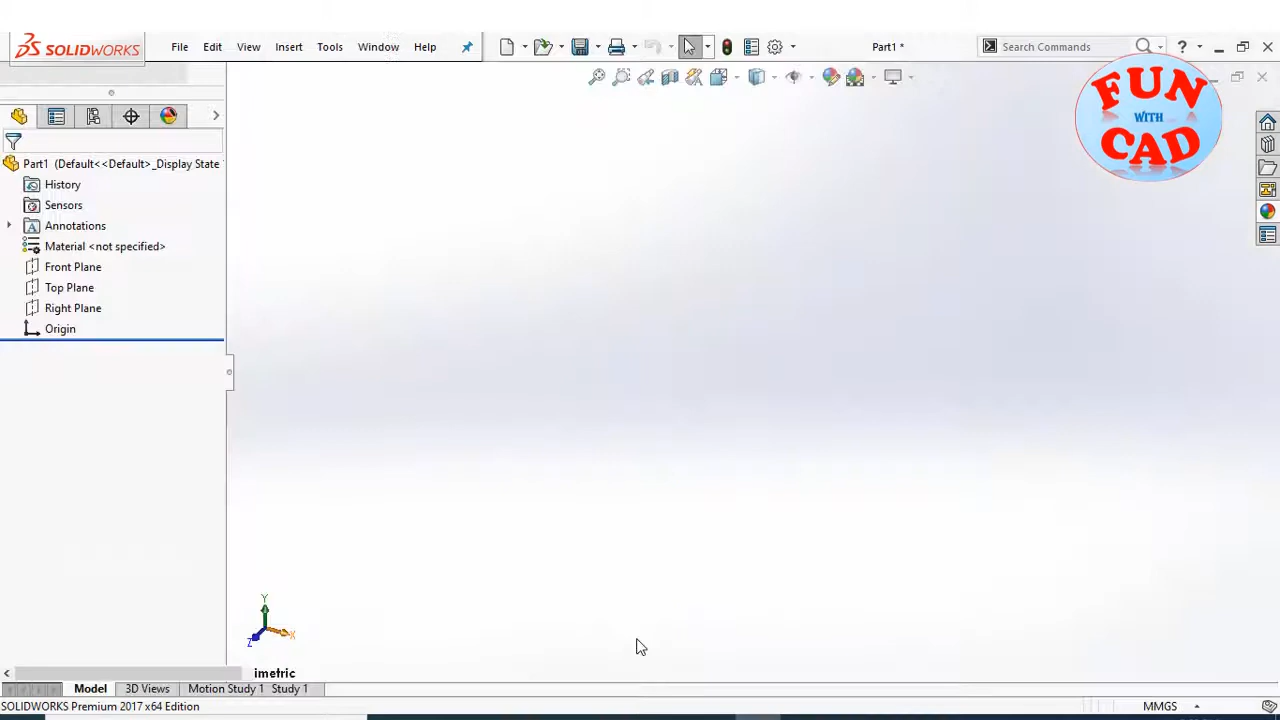 SOLIDWORKS
File Edit View Insert Tools Window Help
Part1 *
Search Commands
?
FUN
WITH
CAD
Part1 (Default<<Default>_Display State
History
Sensors
Annotations
Material <not specified>
Front Plane
Top Plane
Right Plane
Origin
Y
Z
X
imetric
Model 3D Views Motion Study 1 Study 1
SOLIDWORKS Premium 2017 x64 Edition
MMGS